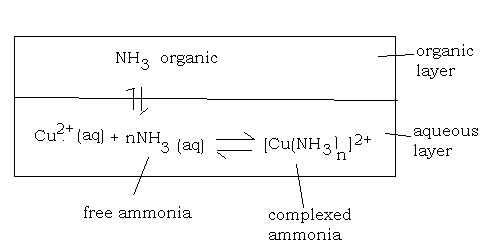 NH₃ organic
organic
layer
Cu²⁺ (aq) + nNH₃ (aq) ⇌ [Cu(NH₃]ₙ]²⁺
aqueous
layer
free ammonia
complexed
ammonia